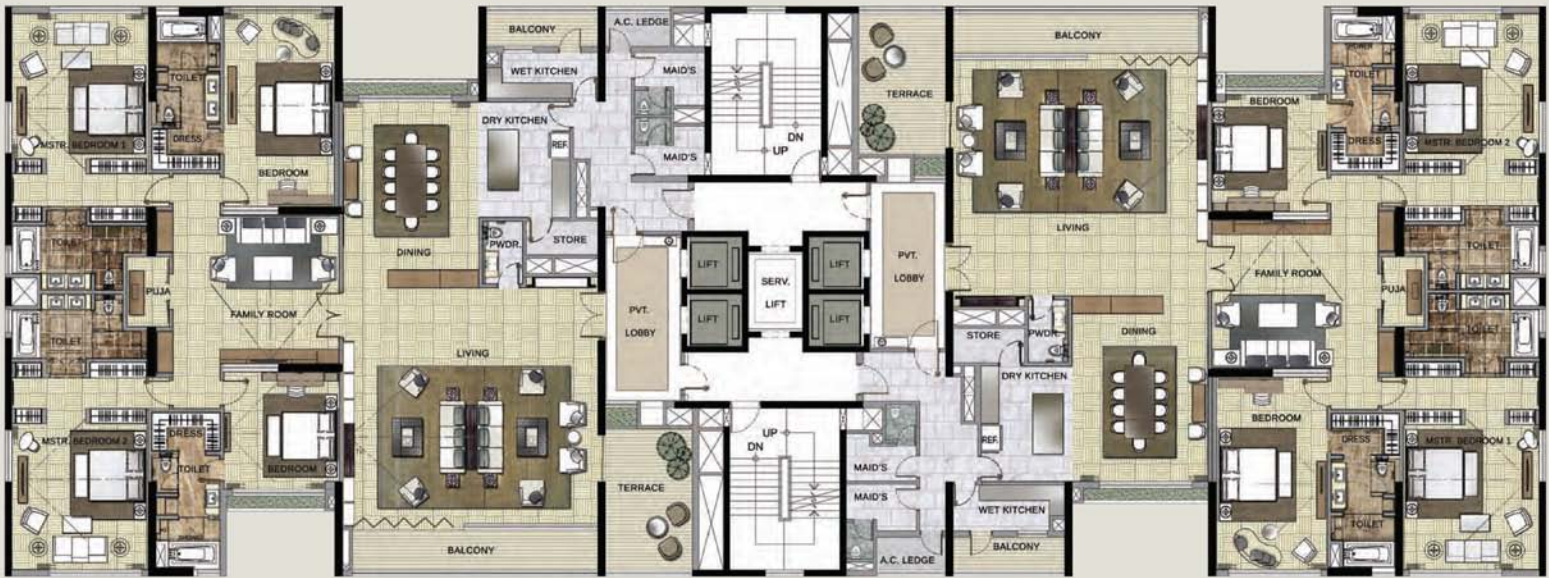 BALCONY
A.C. LEDGE
WET KITCHEN
MAID'S
TOILET
DRESS
MSTR. BEDROOM 1
BEDROOM
DRY KITCHEN
REF.
MAID'S
DN
UP
TERRACE
BALCONY
LIVING
BEDROOM
TOILET
DRESS
MSTR. BEDROOM 2
TOILET
PUJA
TOILET
FAMILY ROOM
DINING
PWDR.
STORE
PVT.
LOBBY
LIFT
LIFT
SERV.
LIFT
LIFT
LIFT
PVT.
LOBBY
FAMILY ROOM
TOILET
PUJA
TOILET
LIVING
STORE
PWDR.
DINING
DRY KITCHEN
REF.
MSTR. BEDROOM 2
DRESS
TOILET
BEDROOM
BALCONY
TERRACE
UP
DN
MAID'S
MAID'S
A.C. LEDGE
WET KITCHEN
BALCONY
BEDROOM
DRESS
TOILET
MSTR. BEDROOM 1